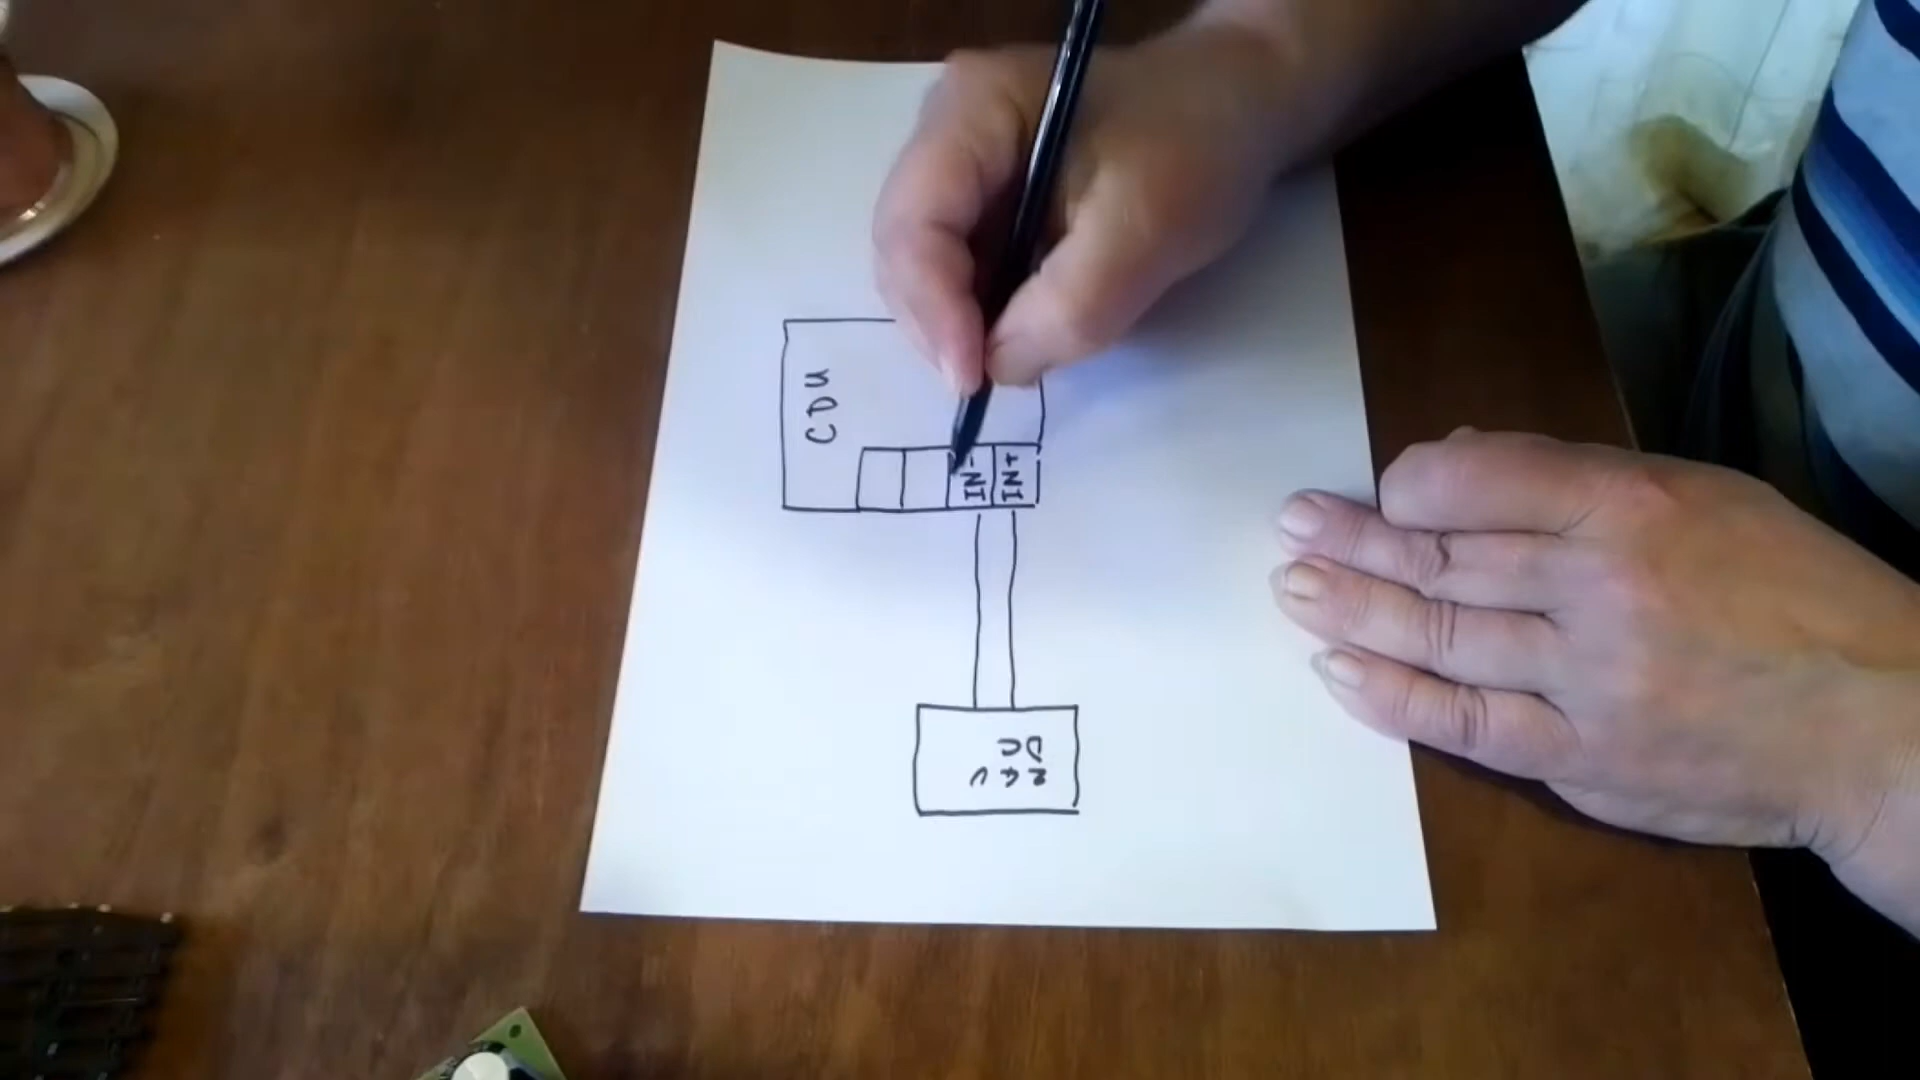 CDU
IN-
IN+
24V
DC